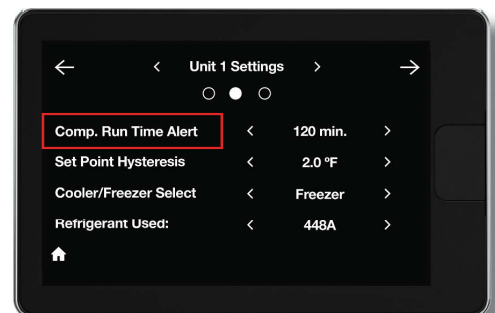 Unit 1 Settings
Comp. Run Time Alert 120 min.
Set Point Hysteresis 2.0 ºF
Cooler/Freezer Select Freezer
Refrigerant Used: 448A